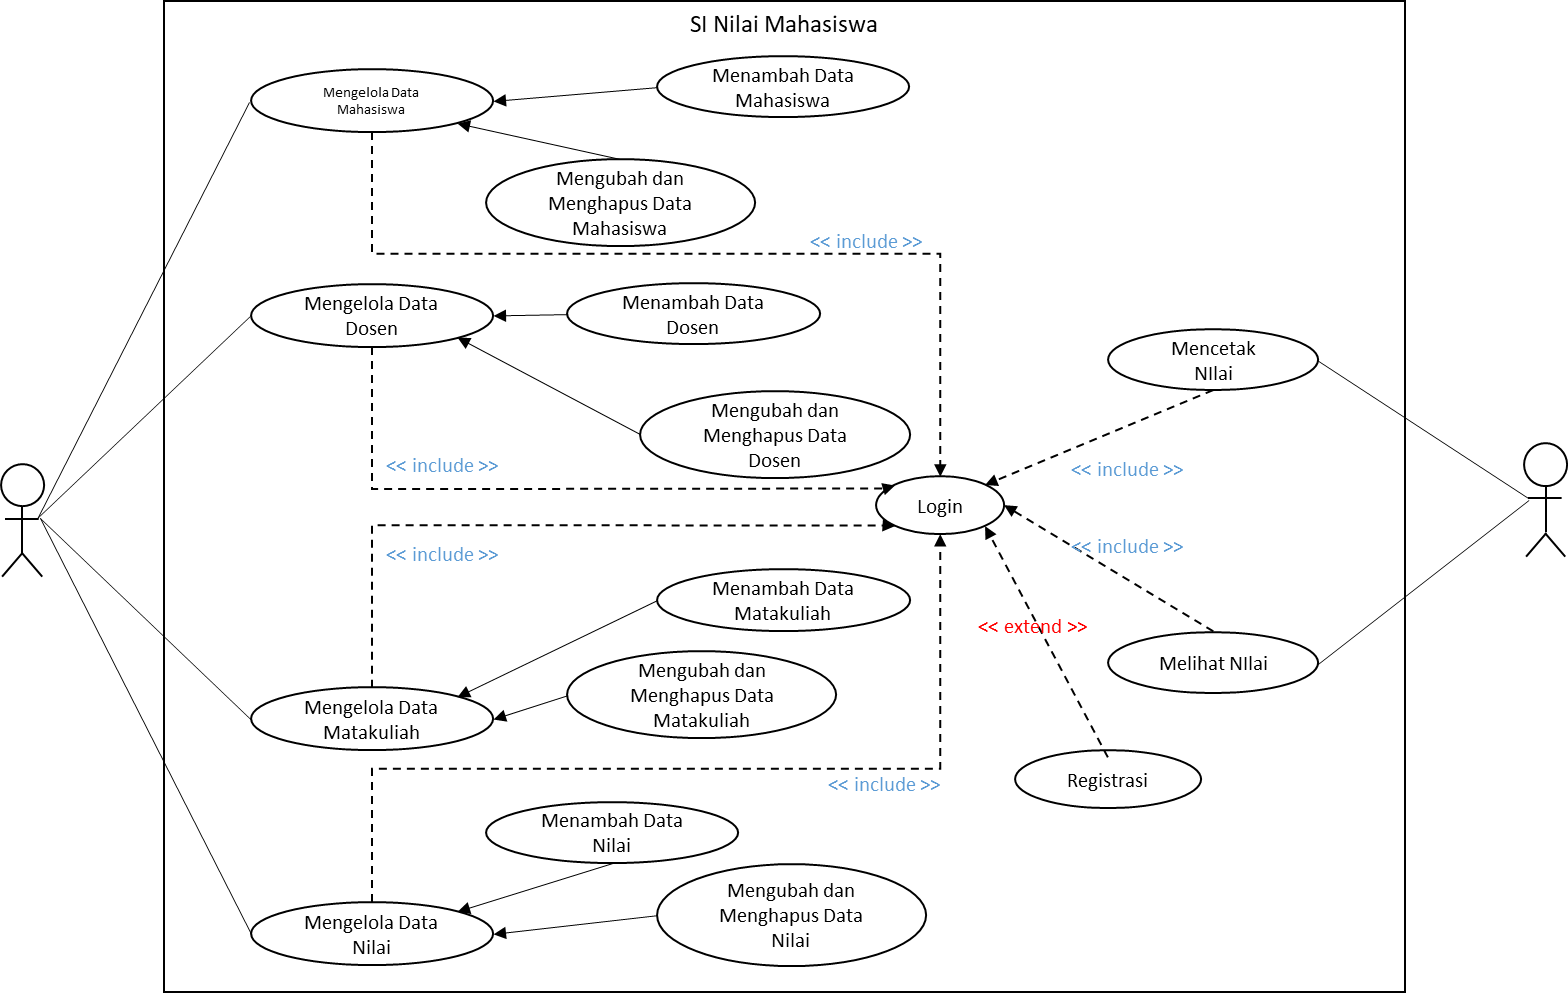 SI Nilai Mahasiswa
Mengelola Data
Mahasiswa
Menambah Data
Mahasiswa
Mengubah dan
Menghapus Data
Mahasiswa
<< include >>
Mengelola Data
Dosen
Menambah Data
Dosen
Mengubah dan
Menghapus Data
Dosen
<< include >>
Mencetak
NIlai
<< include >>
Login
<< include >>
<< include >>
Menambah Data
Matakuliah
Mengubah dan
Menghapus Data
Matakuliah
Mengelola Data
Matakuliah
<< extend >>
Melihat NIlai
Registrasi
<< include >>
Menambah Data
Nilai
Mengubah dan
Menghapus Data
Nilai
Mengelola Data
Nilai